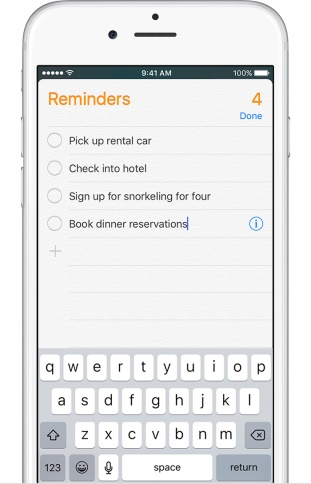 9:41 AM 100%
Reminders 4
Done
Pick up rental car
Check into hotel
Sign up for snorkeling for four
Book dinner reservations
q w e r t y u i o p
a s d f g h j k l
z x c v b n m
123 space return